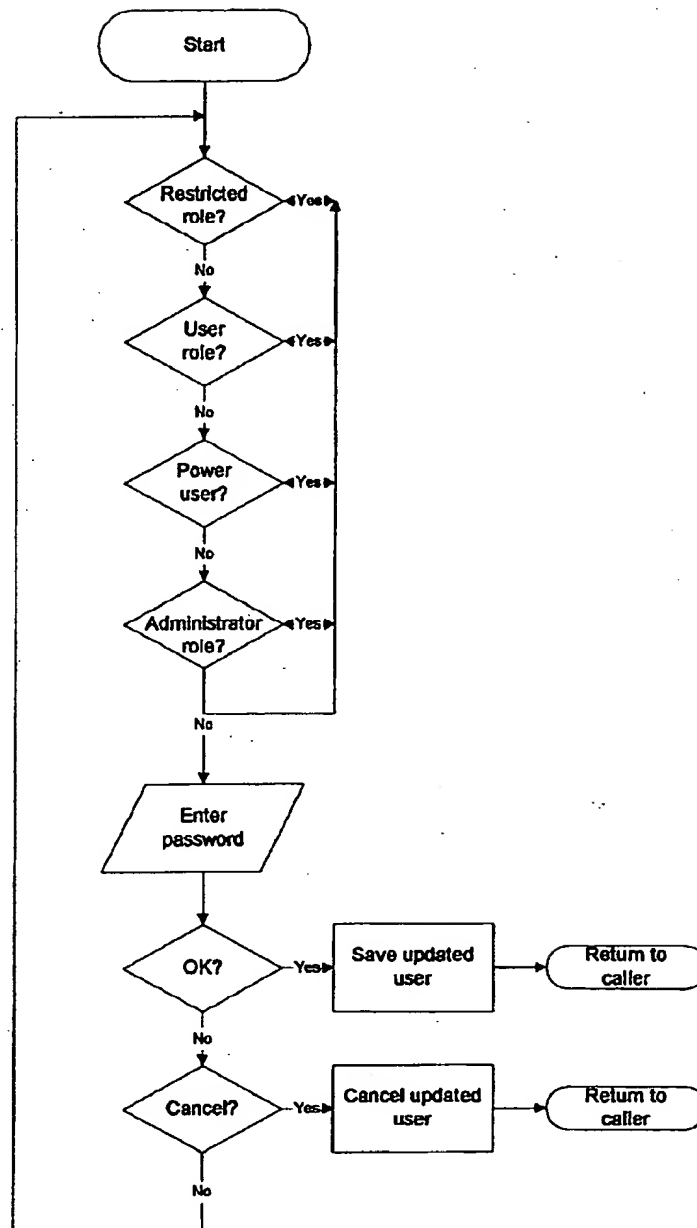 Start
Restricted
role?
Yes
No
User
role?
Yes
No
Power
user?
Yes
No
Administrator
role?
Yes
No
Enter
password
OK?
Yes
Save updated
user
Return to
caller
No
Cancel?
Yes
Cancel updated
user
Return to
caller
No